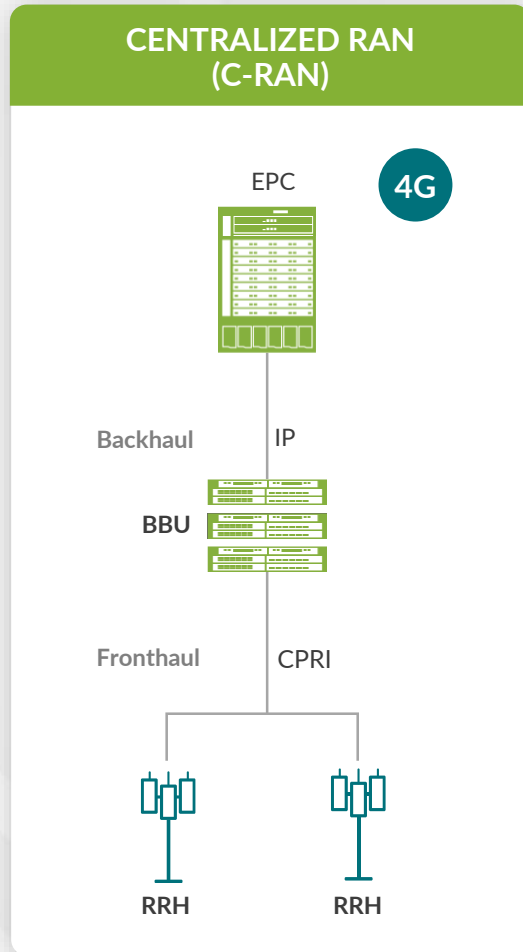 CENTRALIZED RAN
(C-RAN)
EPC
4G
Backhaul
IP
BBU
Fronthaul
CPRI
RRH
RRH